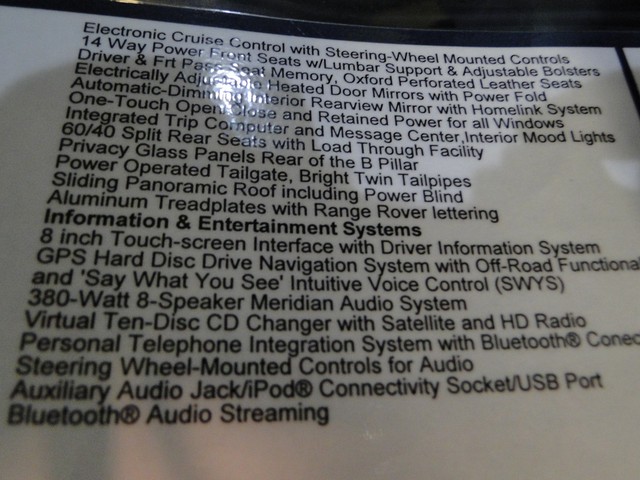 Electronic Cruise Control with Steering-Wheel Mounted Controls
14 Way Power Front Seats w/Lumbar Support & Adjustable Bolsters
Driver & Frt Pass Seat Memory, Oxford Perforated Leather Seats
Electrically Adjustable Heated Door Mirrors with Power Fold
Automatic-Dimming Interior Rearview Mirror with Homelink System
One-Touch Open/Close and Retained Power for all Windows
Integrated Trip Computer and Message Center,Interior Mood Lights
60/40 Split Rear Seats with Load Through Facility
Privacy Glass Panels Rear of the B Pillar
Power Operated Tailgate, Bright Twin Tailpipes
Sliding Panoramic Roof including Power Blind
Aluminum Treadplates with Range Rover lettering
Information & Entertainment Systems
8 inch Touch-screen Interface with Driver Information System
GPS Hard Disc Drive Navigation System with Off-Road Functiona
and 'Say What You See' Intuitive Voice Control (SWYS)
380-Watt 8-Speaker Meridian Audio System
Virtual Ten-Disc CD Changer with Satellite and HD Radio
Personal Telephone Integration System with Bluetooth® Conec
Steering Wheel-Mounted Controls for Audio
Auxiliary Audio Jack/iPod® Connectivity Socket/USB Port
Bluetooth® Audio Streaming